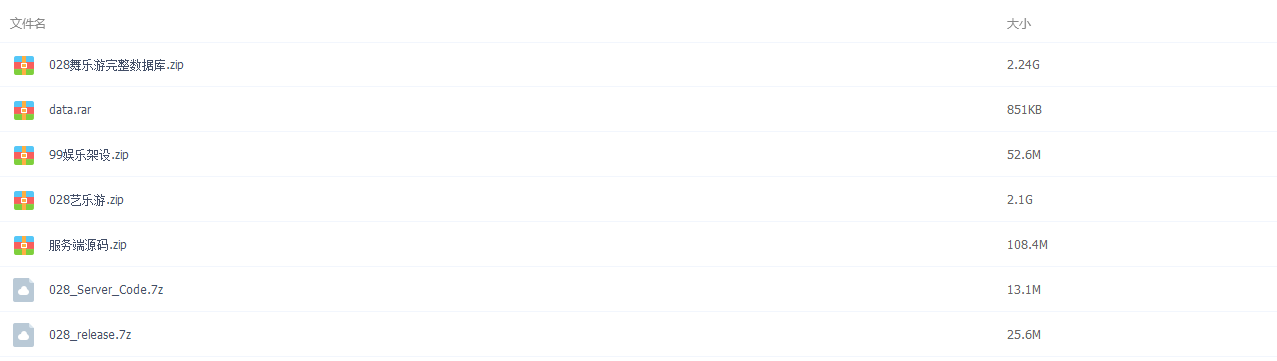 文件名 大小
028舞乐游完整数据库.zip 2.24G
data.rar 851KB
99娱乐架设.zip 52.6M
028艺乐游.zip 2.1G
服务端源码.zip 108.4M
028_Server_Code.7z 13.1M
028_release.7z 25.6M